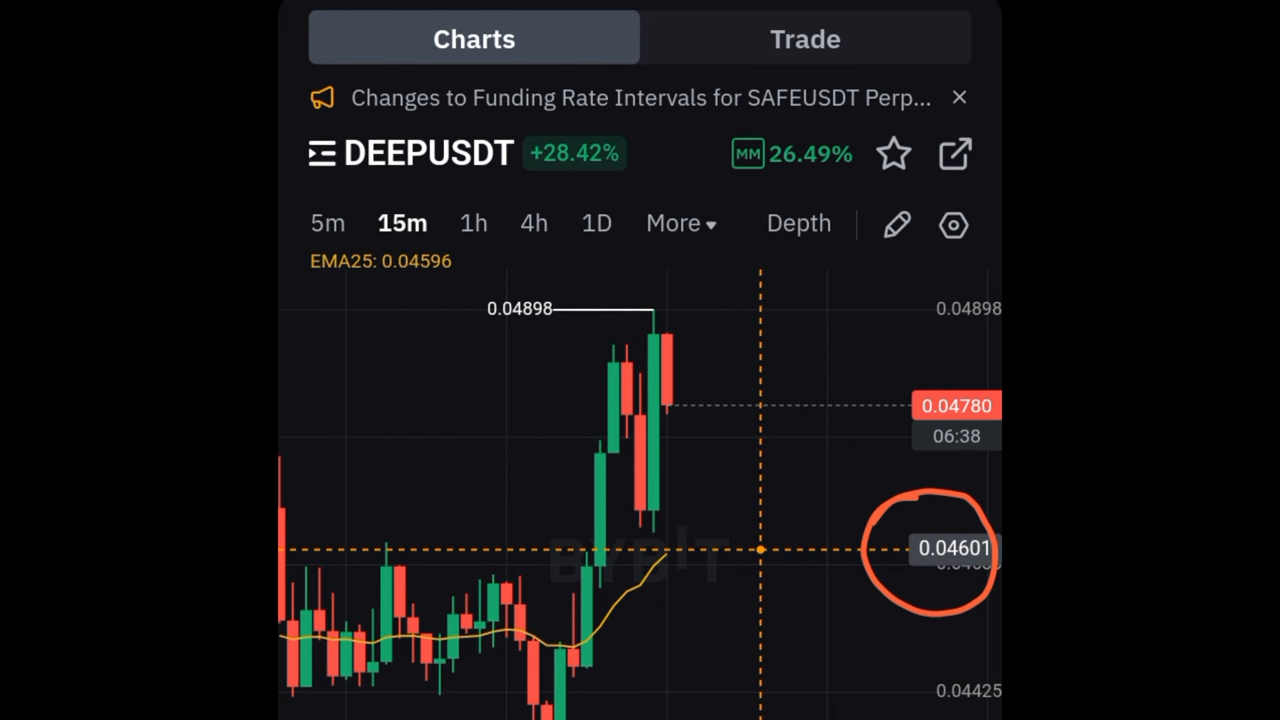 Charts Trade
Changes to Funding Rate Intervals for SAFEUSDT Perp...
DEEPUSDT +28.42% MM 26.49%
5m 15m 1h 4h 1D More Depth
EMA25: 0.04596
0.04898 0.04898
0.04780
06:38
BYBIT
0.04601
0.04425